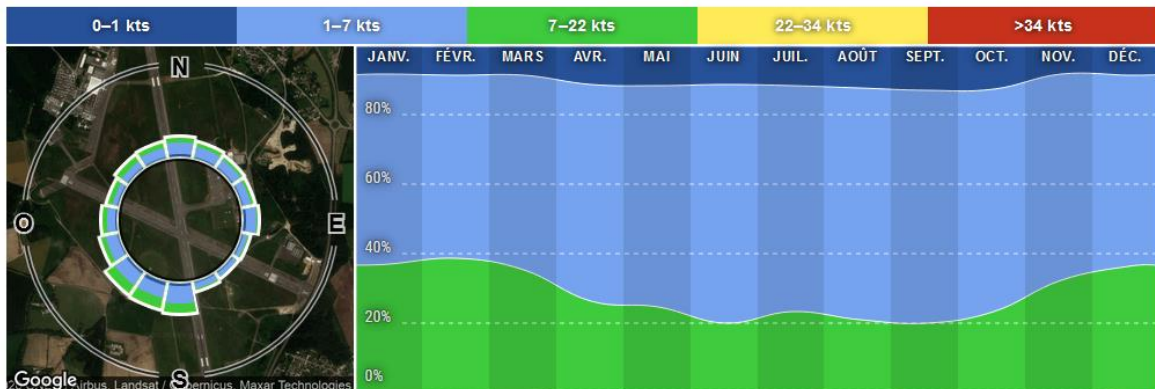 0–1 kts
1–7 kts
7–22 kts
22–34 kts
>34 kts
N
O
E
S
Google
Airbus, Landsat / Copernicus, Maxar Technologies
JANV. FÉVR. MARS AVR. MAI JUIN JUIL. AOÛT SEPT. OCT. NOV. DÉC.
80%
60%
40%
20%
0%